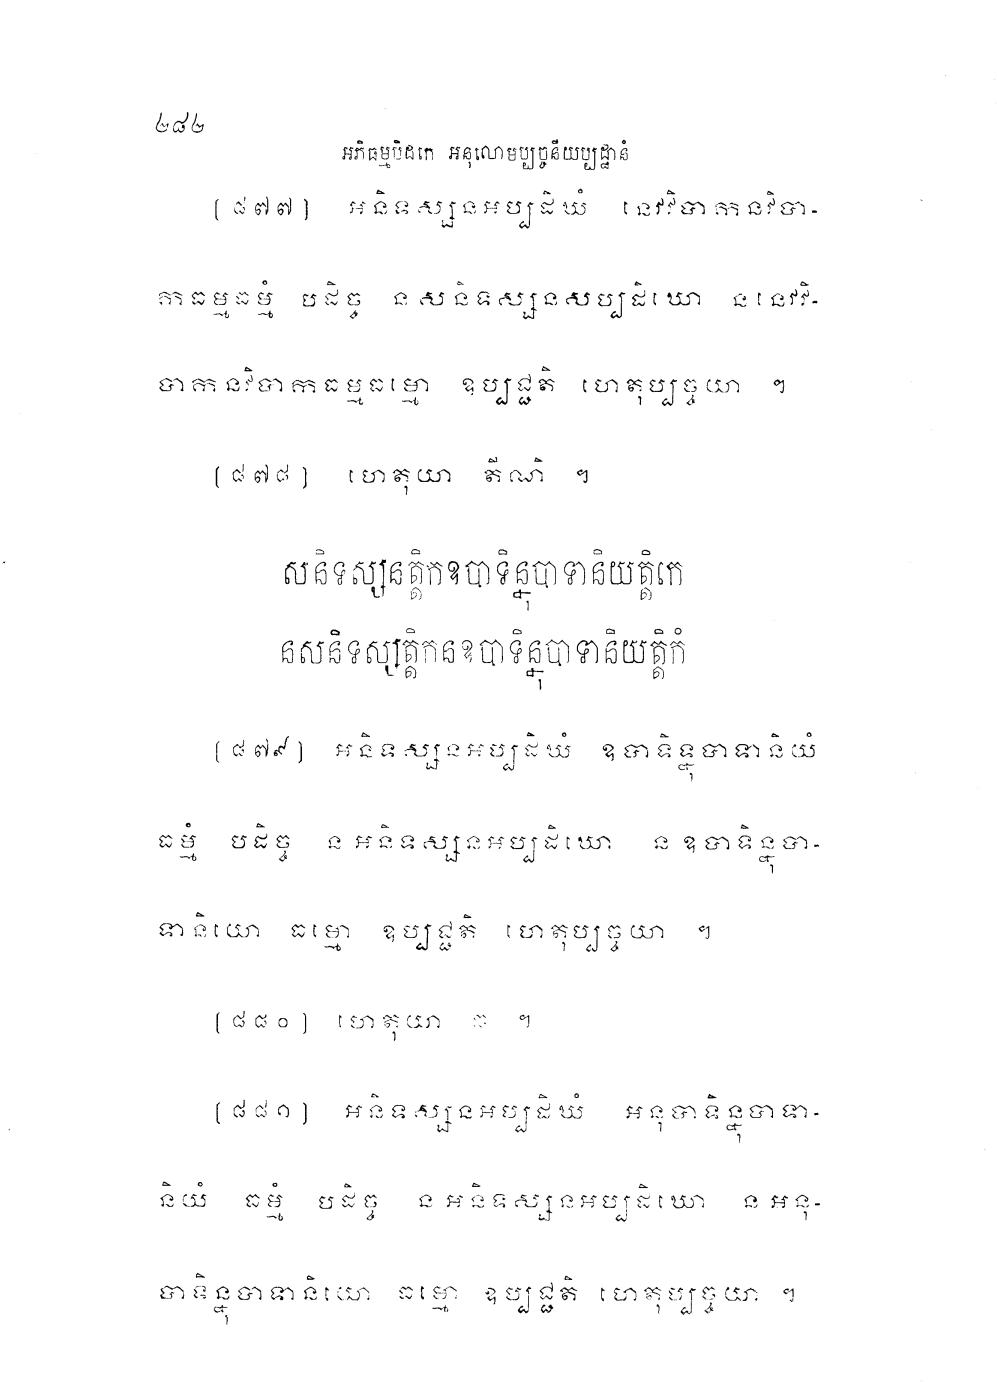 ២៨២
អភិធម្មបិដកេ អនុលោមប្បច្ចនីយប្បដ្ឋានំ
(៨៧៧) អនិទស្សនអប្បដិឃំ នេវវិបាកនវិបា-
កធម្មធម្មំ បដិច្ច ន សនិទស្សនសប្បដិឃោ ន នេវវិ-
បាកនវិបាកធម្មធម្មោ ឧប្បជ្ជតិ ហេតុប្បច្ចយា ។
(៨៧៨) ហេតុយា តីណិ ។
សនិទស្សនត្តិកឧបាទិន្នុបាទានិយត្តិកេ
នសនិទស្សត្តិកនឧបាទិន្នុបាទានិយត្តិកំ
(៨៧៩) អនិទស្សនអប្បដិឃំ ឧបាទិន្នុបាទានិយំ
ធម្មំ បដិច្ច ន អនិទស្សនអប្បដិឃោ ន ឧបាទិន្នុបា-
ទានិយោ ធម្មោ ឧប្បជ្ជតិ ហេតុប្បច្ចយា ។
(៨៨០) ហេតុយា ៈ ។
(៨៨១) អនិទស្សនអប្បដិឃំ អនុបាទិន្នុបាទា-
និយំ ធម្មំ បដិច្ច ន អនិទស្សនអប្បដិឃោ ន អនុ-
បាទិន្នុបាទានិយោ ធម្មោ ឧប្បជ្ជតិ ហេតុប្បច្ចយា ។